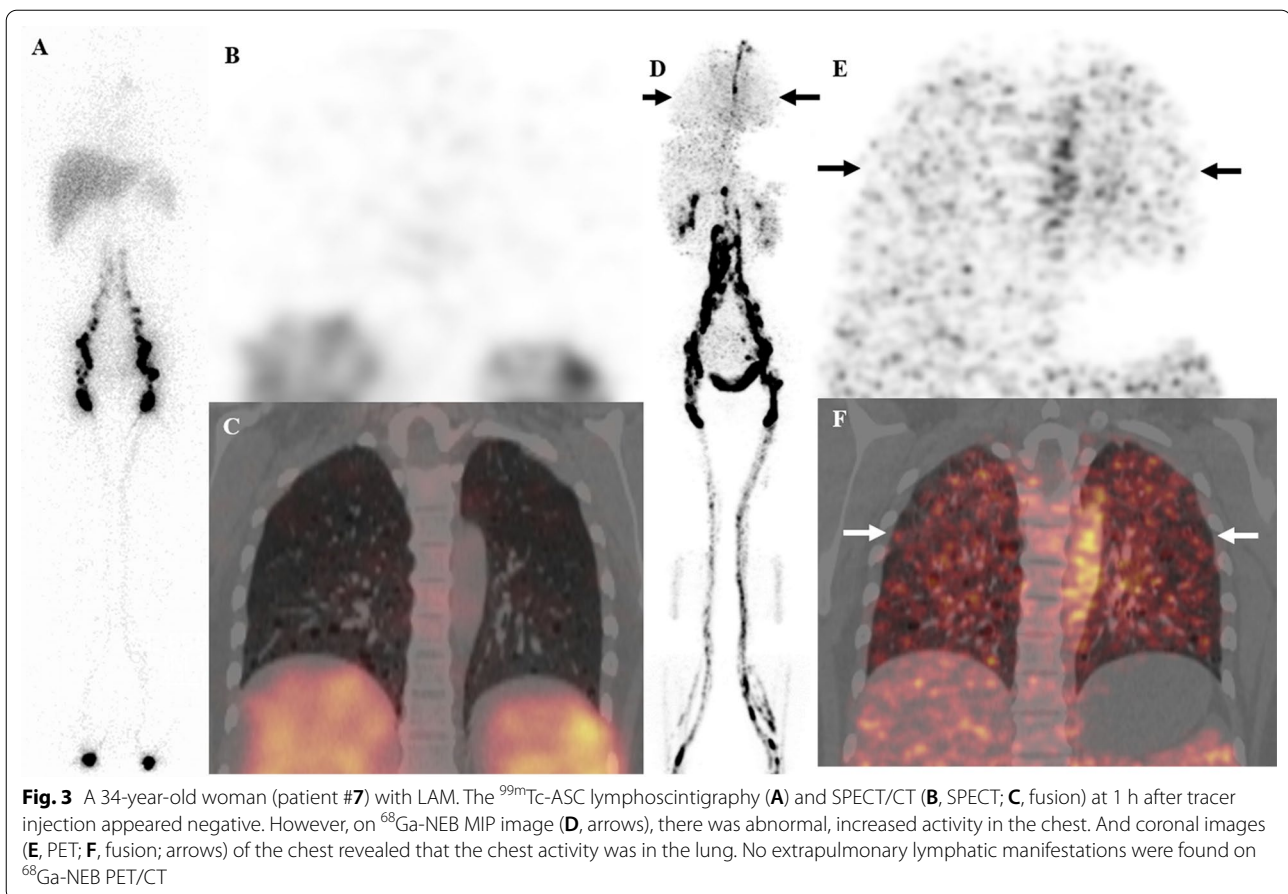 A
B
D
E
C
F
Fig. 3 A 34-year-old woman (patient #7) with LAM. The ⁹⁹ᵐTc-ASC lymphoscintigraphy (A) and SPECT/CT (B, SPECT; C, fusion) at 1 h after tracer
injection appeared negative. However, on ⁶⁸Ga-NEB MIP image (D, arrows), there was abnormal, increased activity in the chest. And coronal images
(E, PET; F, fusion; arrows) of the chest revealed that the chest activity was in the lung. No extrapulmonary lymphatic manifestations were found on
⁶⁸Ga-NEB PET/CT